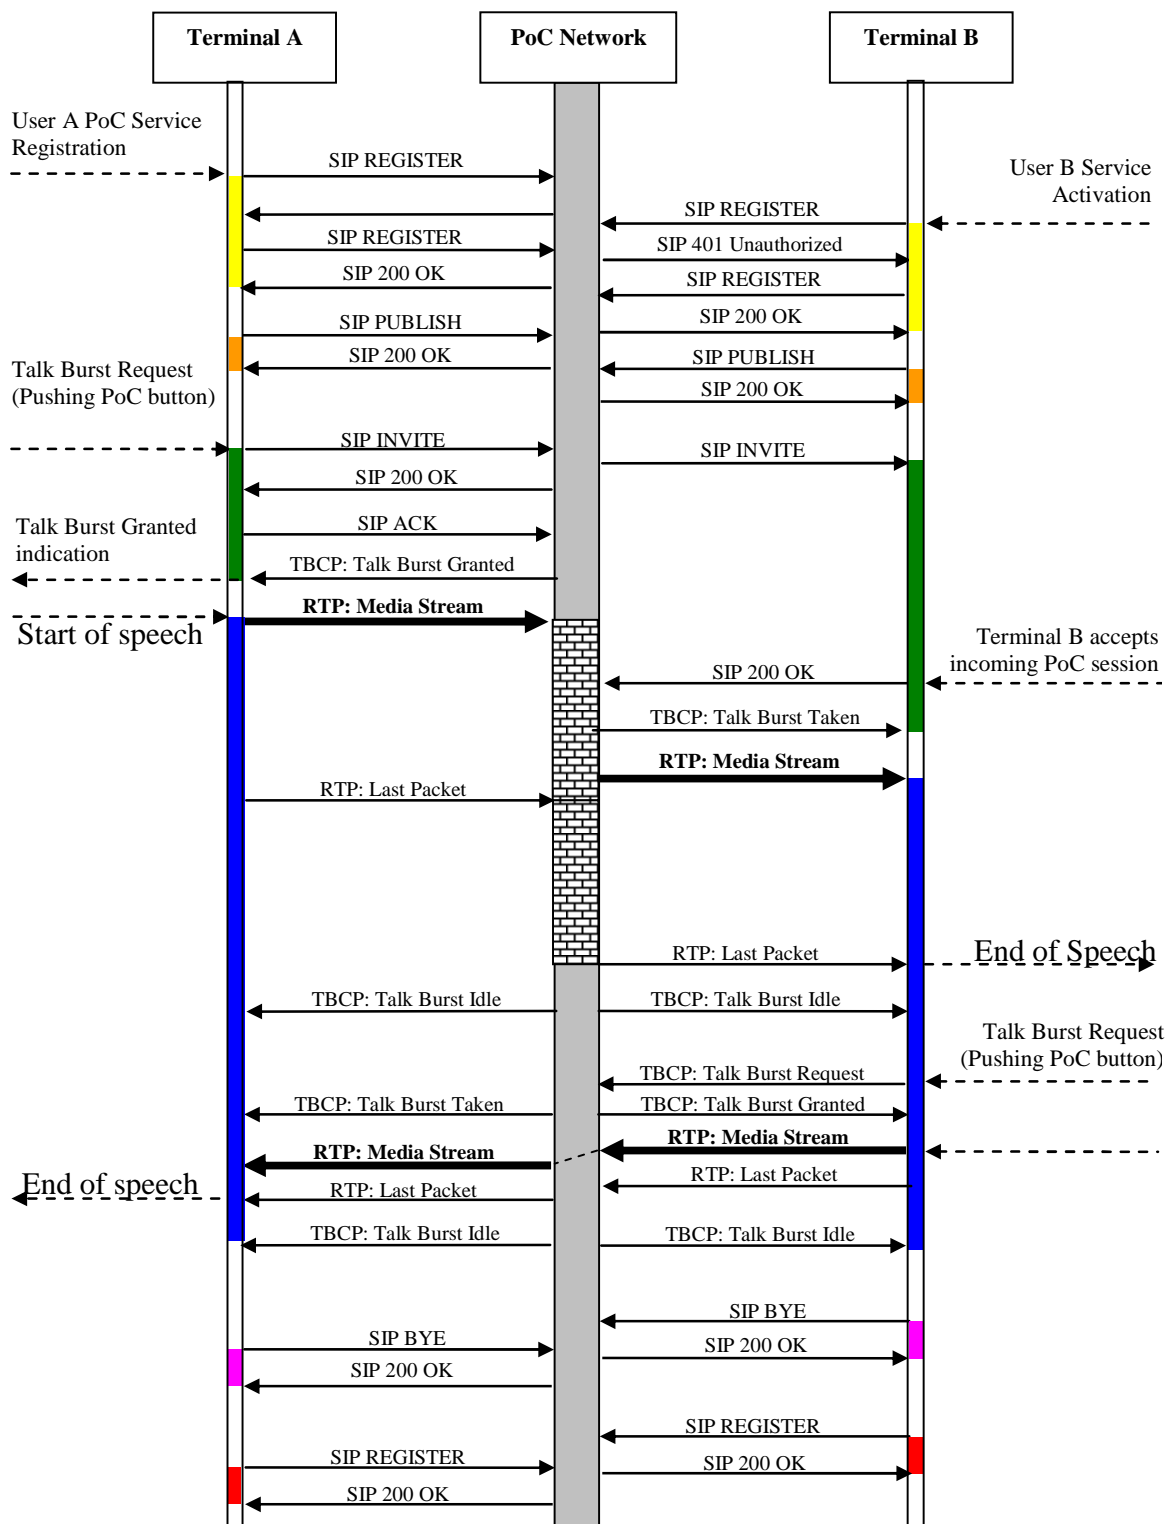 Terminal A
PoC Network
Terminal B
User A PoC Service
Registration
SIP REGISTER
User B Service
Activation
SIP REGISTER
SIP REGISTER
SIP 401 Unauthorized
SIP 200 OK
SIP REGISTER
SIP PUBLISH
SIP 200 OK
Talk Burst Request
(Pushing PoC button)
SIP 200 OK
SIP PUBLISH
SIP 200 OK
SIP INVITE
SIP INVITE
SIP 200 OK
Talk Burst Granted
indication
SIP ACK
TBCP: Talk Burst Granted
RTP: Media Stream
Start of speech
Terminal B accepts
incoming PoC session
SIP 200 OK
TBCP: Talk Burst Taken
RTP: Media Stream
RTP: Last Packet
RTP: Last Packet
End of Speech
TBCP: Talk Burst Idle
TBCP: Talk Burst Idle
Talk Burst Request
(Pushing PoC button)
TBCP: Talk Burst Request
TBCP: Talk Burst Taken
TBCP: Talk Burst Granted
RTP: Media Stream
RTP: Media Stream
RTP: Last Packet
End of speech
RTP: Last Packet
TBCP: Talk Burst Idle
TBCP: Talk Burst Idle
SIP BYE
SIP BYE
SIP 200 OK
SIP 200 OK
SIP REGISTER
SIP REGISTER
SIP 200 OK
SIP 200 OK